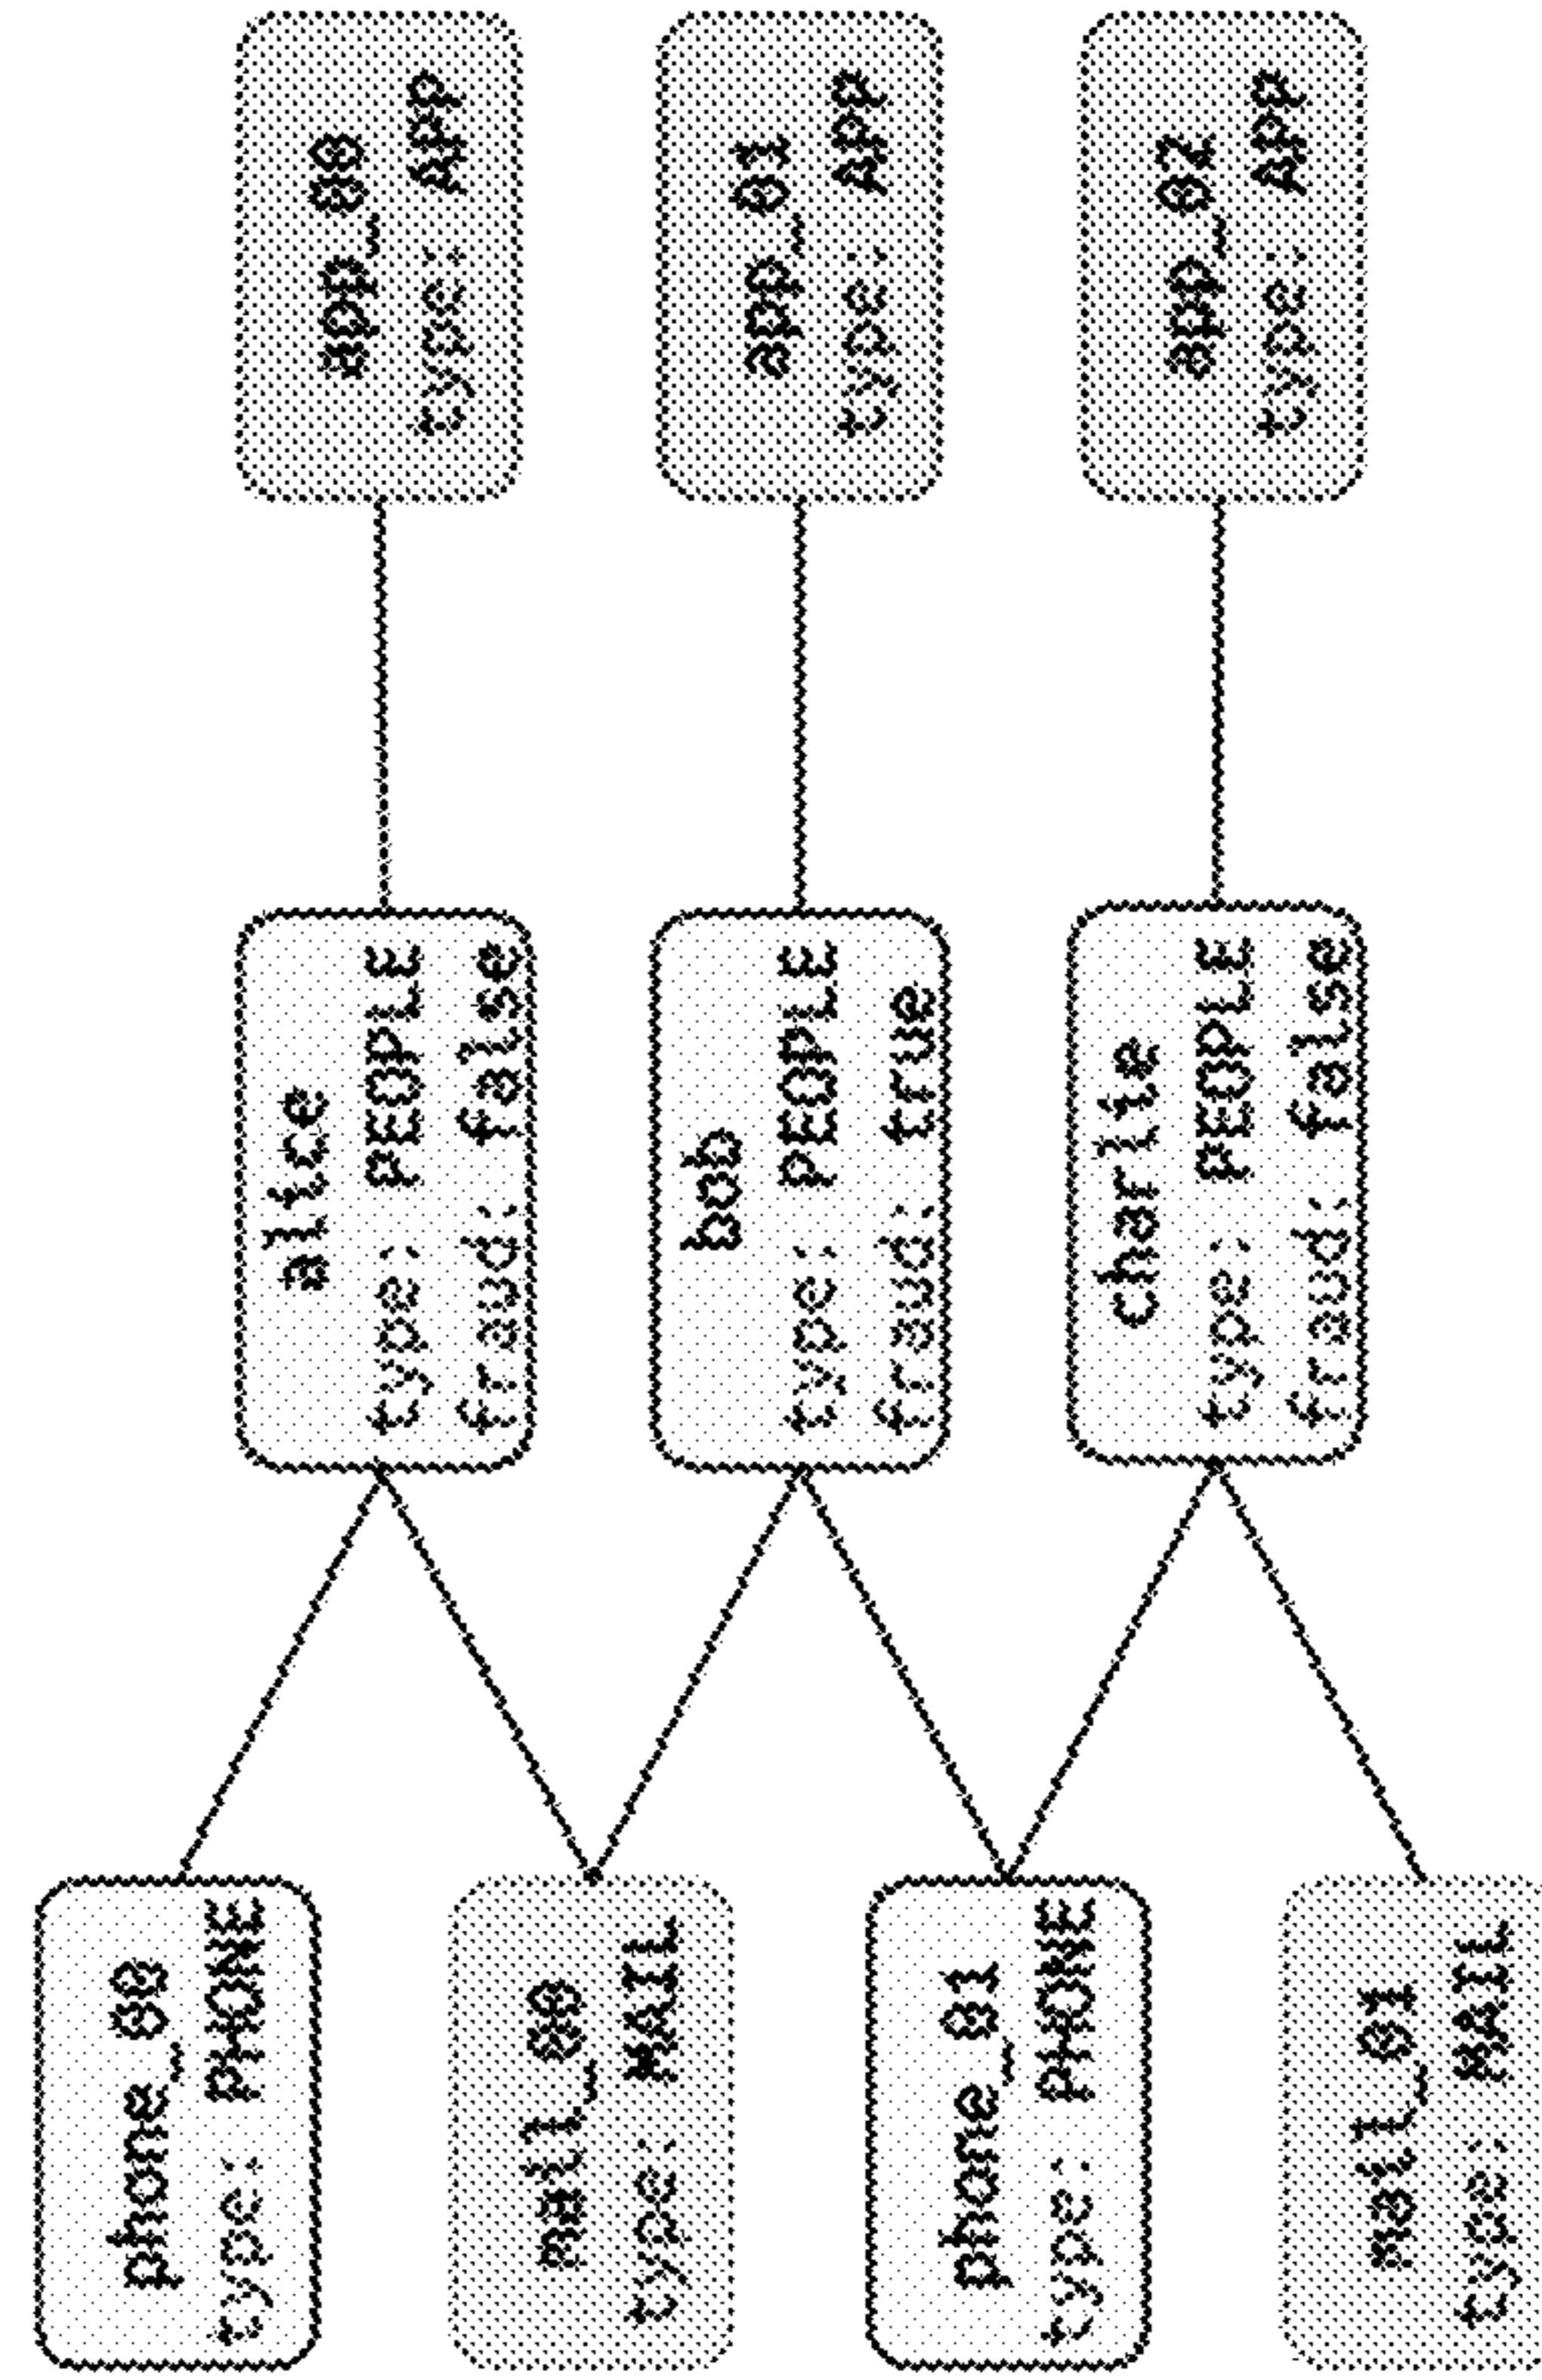 phone_00
type: PHONE
mail_00
type: MAIL
phone_01
type: PHONE
mail_01
type: MAIL
alice
type: PEOPLE
fraud: false
bob
type: PEOPLE
fraud: true
charlie
type: PEOPLE
fraud: false
app_00
type: App
app_01
type: App
app_02
type: App